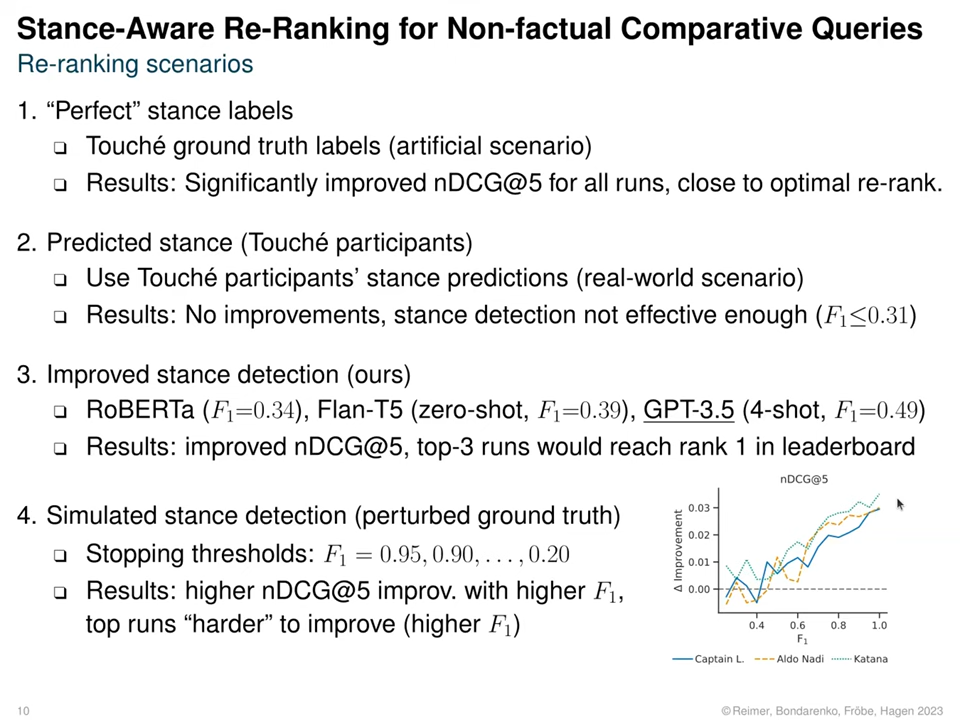 Stance-Aware Re-Ranking for Non-factual Comparative Queries
Re-ranking scenarios
1. “Perfect” stance labels
❑ Touché ground truth labels (artificial scenario)
❑ Results: Significantly improved nDCG@5 for all runs, close to optimal re-rank.
2. Predicted stance (Touché participants)
❑ Use Touché participants’ stance predictions (real-world scenario)
❑ Results: No improvements, stance detection not effective enough (F₁≤0.31)
3. Improved stance detection (ours)
❑ RoBERTa (F₁=0.34), Flan-T5 (zero-shot, F₁=0.39), GPT-3.5 (4-shot, F₁=0.49)
❑ Results: improved nDCG@5, top-3 runs would reach rank 1 in leaderboard
4. Simulated stance detection (perturbed ground truth)
❑ Stopping thresholds: F₁ = 0.95, 0.90, . . . , 0.20
❑ Results: higher nDCG@5 improv. with higher F₁,
top runs “harder” to improve (higher F₁)
nDCG@5
Δ Improvement
0.03
0.02
0.01
0.00
0.4 0.6 0.8 1.0
F₁
Captain L. Aldo Nadi Katana
10
© Reimer, Bondarenko, Fröbe, Hagen 2023